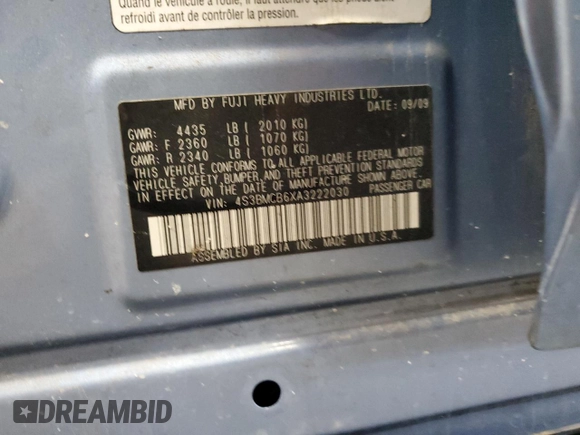 Quand le véhicule a roulé, il faut attendre que les pneus aient
refroidi avant de contrôler la pression.
MFD BY FUJI HEAVY INDUSTRIES LTD.
DATE: 09/09
GVWR: 4435 LB ( 2010 KG)
GAWR: F 2360 LB ( 1070 KG)
GAWR: R 2340 LB ( 1060 KG)
THIS VEHICLE CONFORMS TO ALL APPLICABLE FEDERAL MOTOR
VEHICLE SAFETY, BUMPER, AND THEFT PREVENTION STANDARDS
IN EFFECT ON THE DATE OF MANUFACTURE SHOWN ABOVE.
VIN: 4S3BMCB6XA3222030 PASSENGER CAR
ASSEMBLED BY SIA INC. MADE IN U.S.A.
DREAMBID